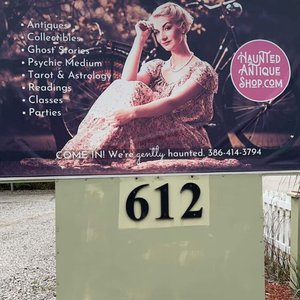 • Antiques
• Collectibles
• Ghost Stories
• Psychic Medium
• Tarot & Astrology
• Readings
• Classes
• Parties
HAUNTED
ANTIQUE
SHOP.COM
COME IN! We're gently haunted. 386-414-3794
612